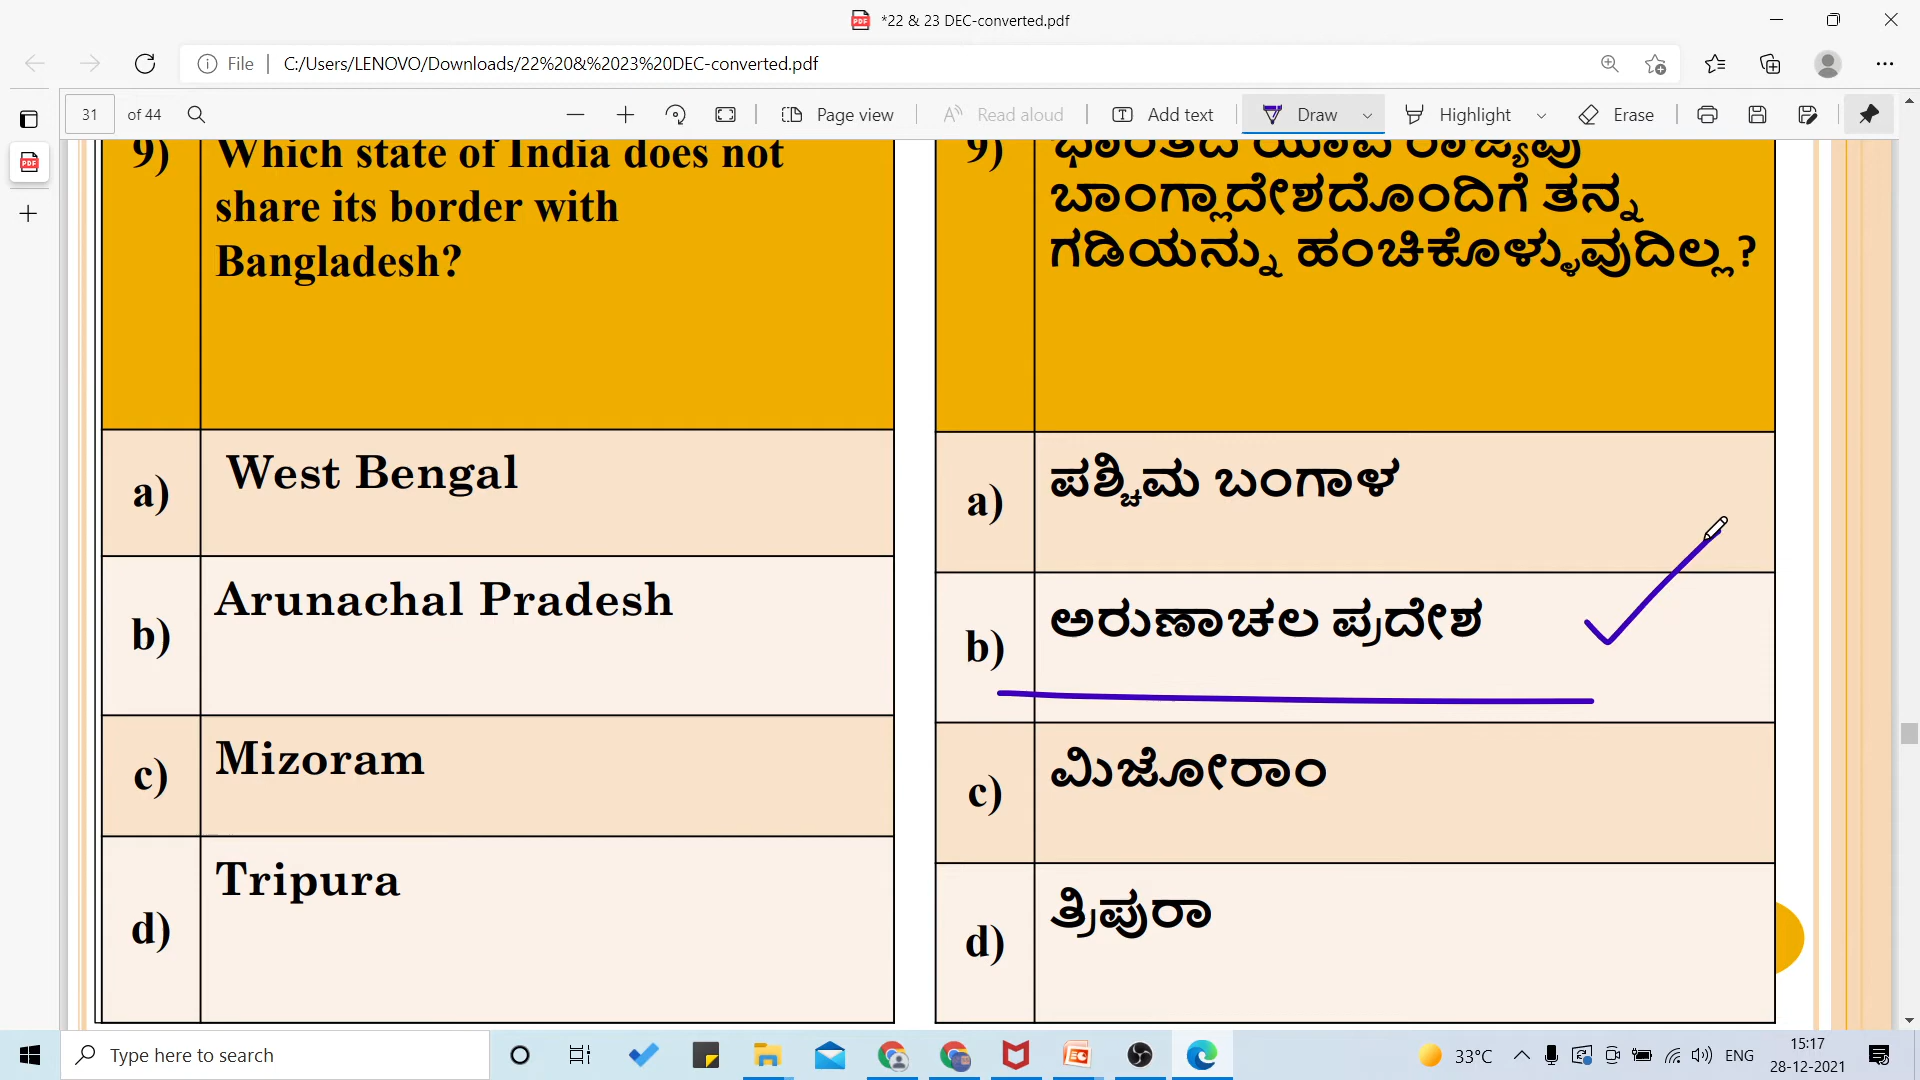 *22 & 23 DEC-converted.pdf
File
C:/Users/LENOVO/Downloads/22%20&%2023%20DEC-converted.pdf
31 of 44
Page view
Read aloud
Add text
Draw
Highlight
Erase
9) Which state of India does not
share its border with
Bangladesh?
a) West Bengal
b) Arunachal Pradesh
c) Mizoram
d) Tripura
9) ಭಾರತದ ಯಾವ ರಾಜ್ಯವು
ಬಾಂಗ್ಲಾದೇಶದೊಂದಿಗೆ ತನ್ನ
ಗಡಿಯನ್ನು ಹಂಚಿಕೊಳ್ಳುವುದಿಲ್ಲ?
a) ಪಶ್ಚಿಮ ಬಂಗಾಳ
b) ಅರುಣಾಚಲ ಪ್ರದೇಶ
c) ಮಿಜೋರಾಂ
d) ತ್ರಿಪುರಾ
Type here to search
33°C
ENG
15:17
28-12-2021